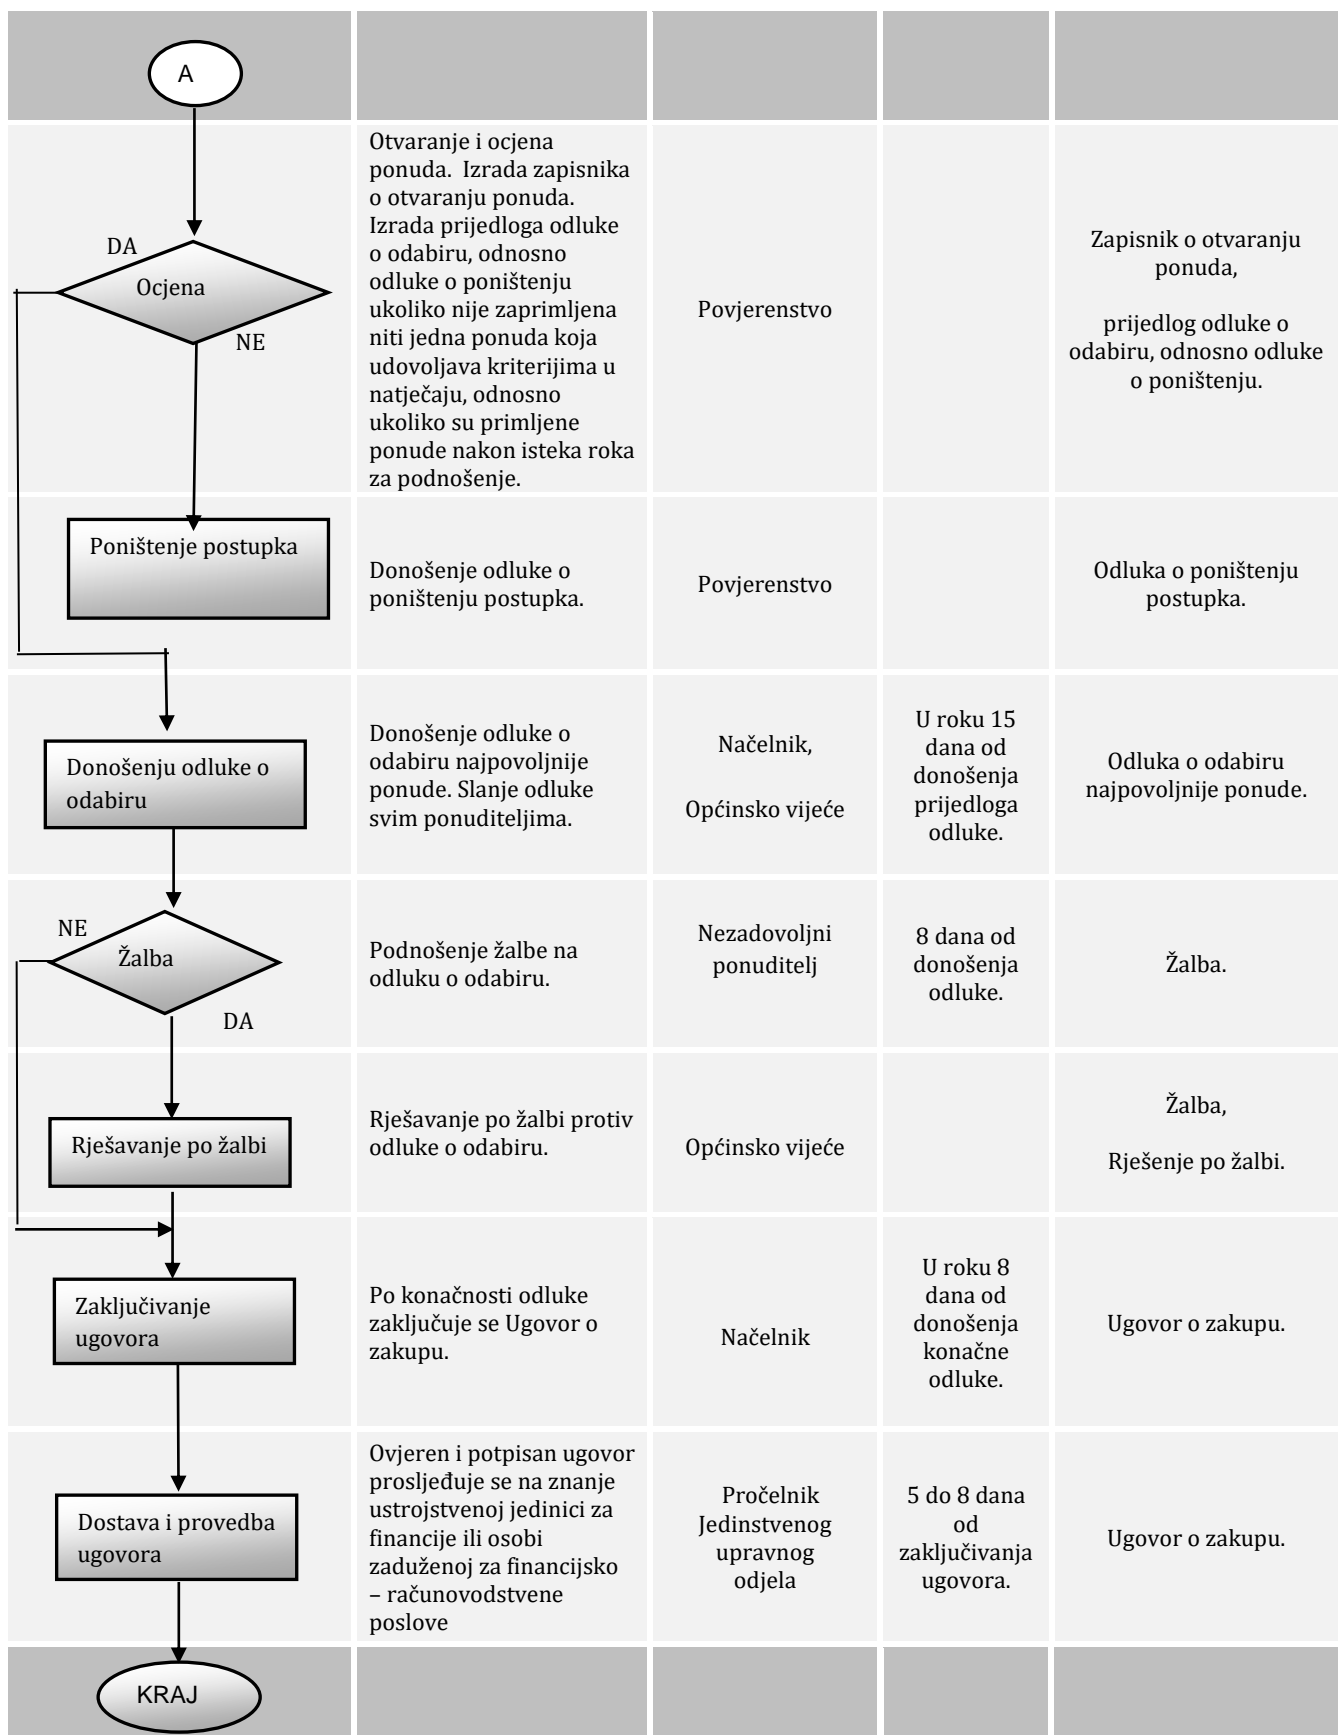 A
DA
Ocjena
NE
Otvaranje i ocjena
ponuda. Izrada zapisnika
o otvaranju ponuda.
Izrada prijedloga odluke
o odabiru, odnosno
odluke o poništenju
ukoliko nije zaprimljena
niti jedna ponuda koja
udovoljava kriterijima u
natječaju, odnosno
ukoliko su primljene
ponude nakon isteka roka
za podnošenje.
Povjerenstvo
Zapisnik o otvaranju
ponuda,
prijedlog odluke o
odabiru, odnosno odluke
o poništenju.
Poništenje postupka
Donošenje odluke o
poništenju postupka.
Povjerenstvo
Odluka o poništenju
postupka.
Donošenju odluke o
odabiru
Donošenje odluke o
odabiru najpovoljnije
ponude. Slanje odluke
svim ponuditeljima.
Načelnik,
Općinsko vijeće
U roku 15
dana od
donošenja
prijedloga
odluke.
Odluka o odabiru
najpovoljnije ponude.
NE
Žalba
DA
Podnošenje žalbe na
odluku o odabiru.
Nezadovoljni
ponuditelj
8 dana od
donošenja
odluke.
Žalba.
Rješavanje po žalbi
Rješavanje po žalbi protiv
odluke o odabiru.
Općinsko vijeće
Žalba,
Rješenje po žalbi.
Zaključivanje
ugovora
Po konačnosti odluke
zaključuje se Ugovor o
zakupu.
Načelnik
U roku 8
dana od
donošenja
konačne
odluke.
Ugovor o zakupu.
Dostava i provedba
ugovora
Ovjeren i potpisan ugovor
prosljeđuje se na znanje
ustrojstvenoj jedinici za
financije ili osobi
zaduženoj za financijsko
– računovodstvene
poslove
Pročelnik
Jedinstvenog
upravnog
odjela
5 do 8 dana
od
zaključivanja
ugovora.
Ugovor o zakupu.
KRAJ